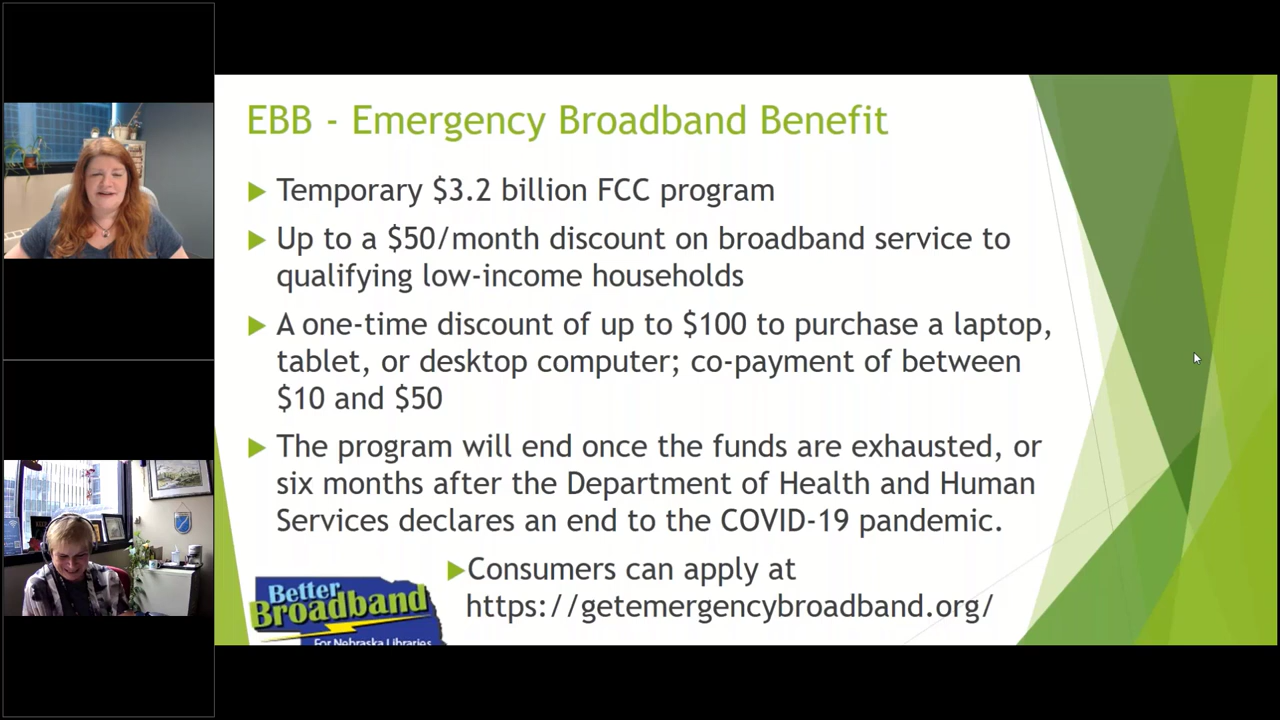 EBB - Emergency Broadband Benefit
Temporary $3.2 billion FCC program
Up to a $50/month discount on broadband service to
qualifying low-income households
A one-time discount of up to $100 to purchase a laptop,
tablet, or desktop computer; co-payment of between
$10 and $50
The program will end once the funds are exhausted, or
six months after the Department of Health and Human
Services declares an end to the COVID-19 pandemic.
Consumers can apply at
https://getemergencybroadband.org/
Better
Broadband
For Nebraska Libraries